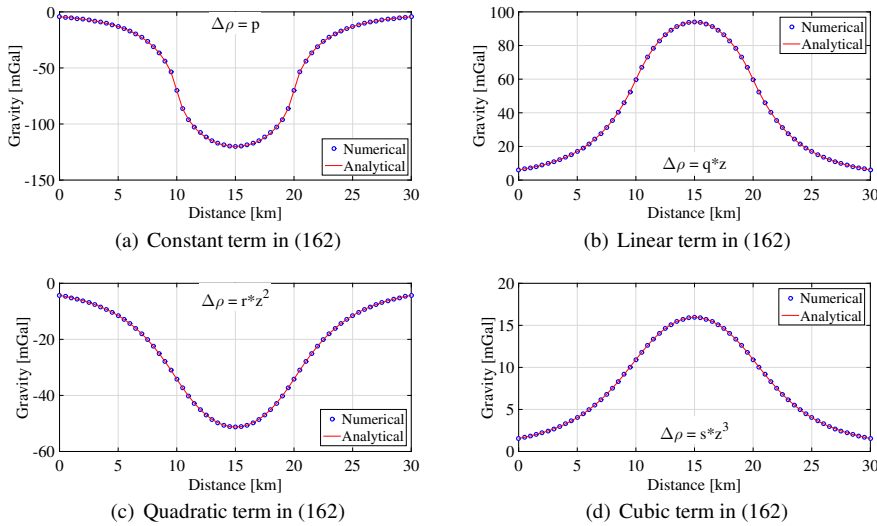 0
-50
-100
-150
Gravity [mGal]
Δρ = p
Numerical
Analytical
0 5 10 15 20 25 30
Distance [km]
(a) Constant term in (162)
100
80
60
40
20
0
Gravity [mGal]
Numerical
Analytical
Δρ = q*z
0 5 10 15 20 25 30
Distance [km]
(b) Linear term in (162)
0
-20
-40
-60
Gravity [mGal]
Δρ = r*z²
Numerical
Analytical
0 5 10 15 20 25 30
Distance [km]
(c) Quadratic term in (162)
20
15
10
5
0
Gravity [mGal]
Numerical
Analytical
Δρ = s*z³
0 5 10 15 20 25 30
Distance [km]
(d) Cubic term in (162)